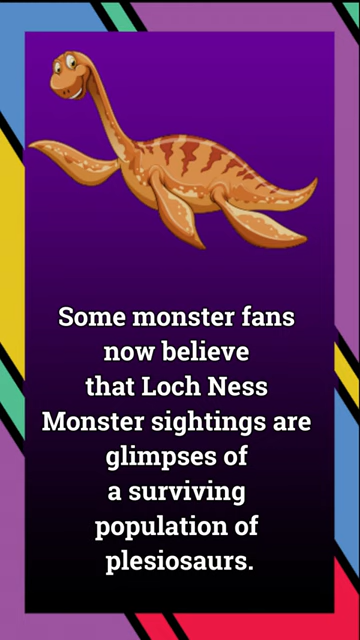 Some monster fans
now believe
that Loch Ness
Monster sightings are
glimpses of
a surviving
population of
plesiosaurs.